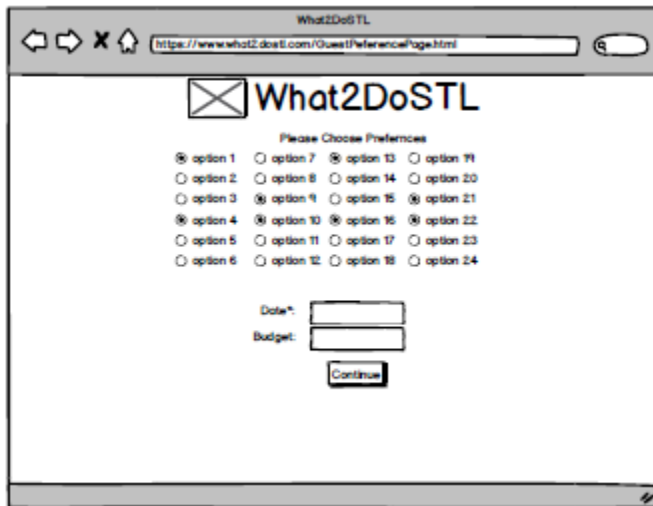 What2DoSTL
https://www.what2dostl.com/GuestPeferencePage.html
What2DoSTL
Please Choose Prefernces
option 1 option 7 option 13 option 19
option 2 option 8 option 14 option 20
option 3 option 9 option 15 option 21
option 4 option 10 option 16 option 22
option 5 option 11 option 17 option 23
option 6 option 12 option 18 option 24
Date*:
Budget:
Continue